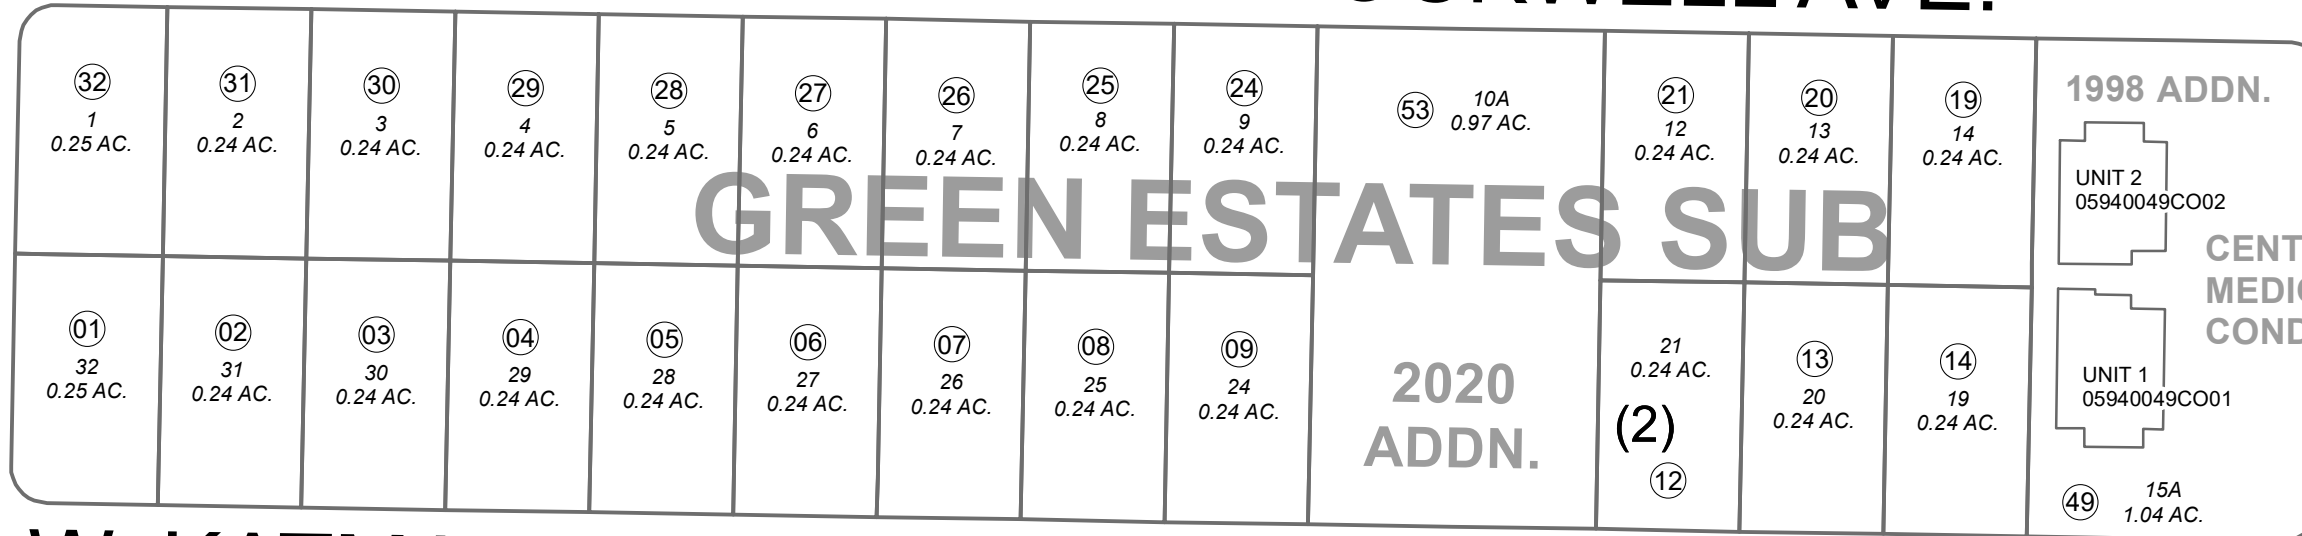 WELL AVE.
32
1
0.25 AC.
31
2
0.24 AC.
30
3
0.24 AC.
29
4
0.24 AC.
28
5
0.24 AC.
27
6
0.24 AC.
26
7
0.24 AC.
25
8
0.24 AC.
24
9
0.24 AC.
53
10A
0.97 AC.
21
12
0.24 AC.
20
13
0.24 AC.
19
14
0.24 AC.
1998 ADDN.
UNIT 2
05940049CO02
GREEN ESTATES SUB
CENT
MEDI
COND
01
32
0.25 AC.
02
31
0.24 AC.
03
30
0.24 AC.
04
29
0.24 AC.
05
28
0.24 AC.
06
27
0.24 AC.
07
26
0.24 AC.
08
25
0.24 AC.
09
24
0.24 AC.
2020
ADDN.
21
0.24 AC.
(2)
12
13
20
0.24 AC.
14
19
0.24 AC.
UNIT 1
05940049CO01
49
15A
1.04 AC.